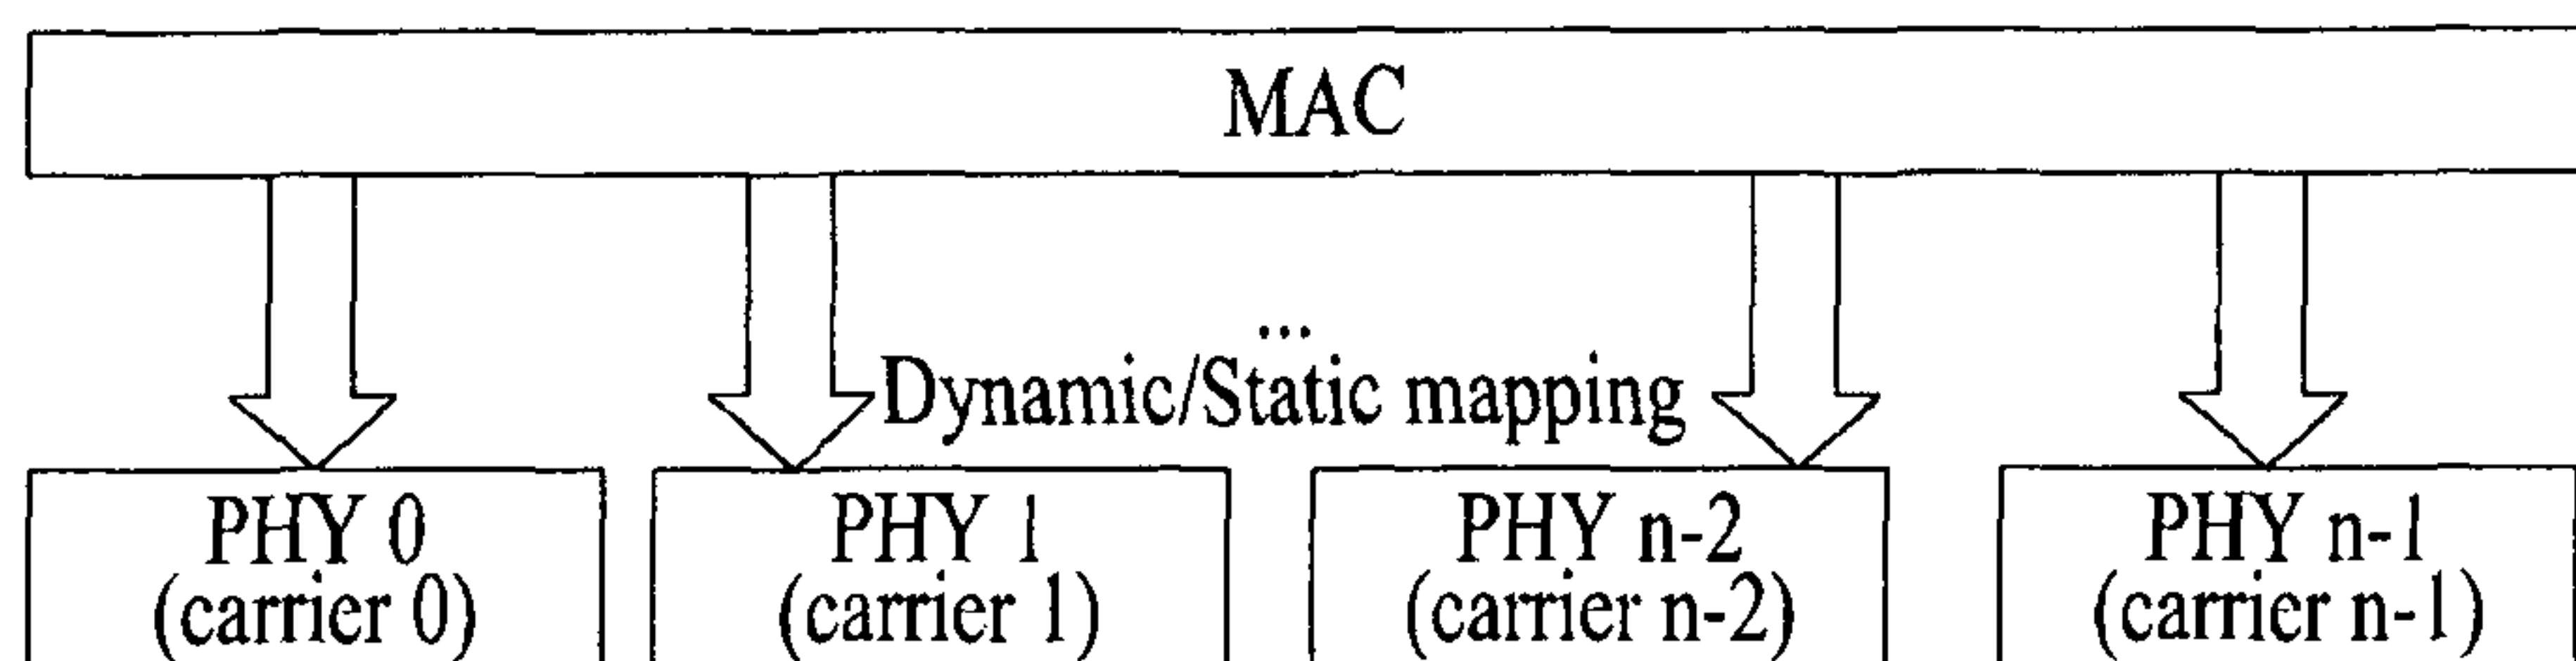 MAC
...
Dynamic/Static mapping
PHY 0
(carrier 0)
PHY 1
(carrier 1)
PHY n-2
(carrier n-2)
PHY n-1
(carrier n-1)